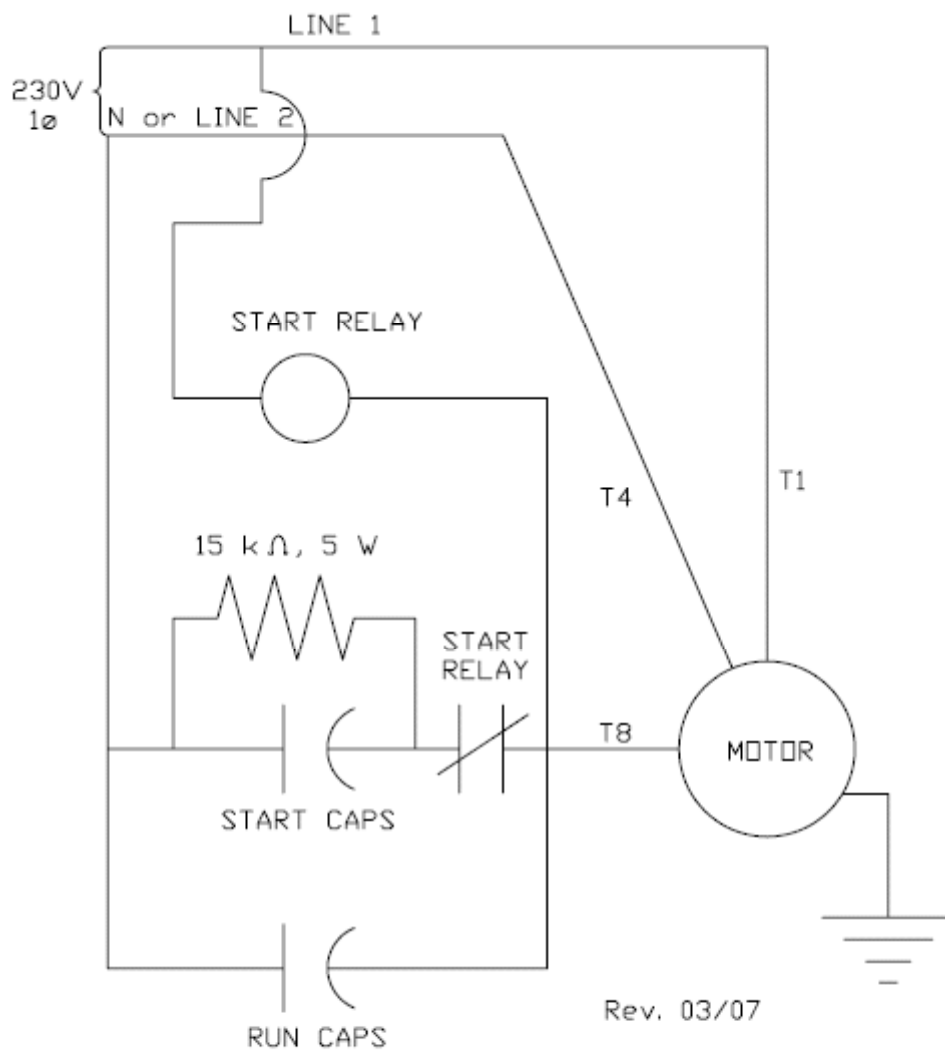 LINE 1
230V
1ø
N or LINE 2
START RELAY
T4
T1
15 kΩ, 5 W
START
RELAY
T8
MOTOR
START CAPS
Rev. 03/07
RUN CAPS